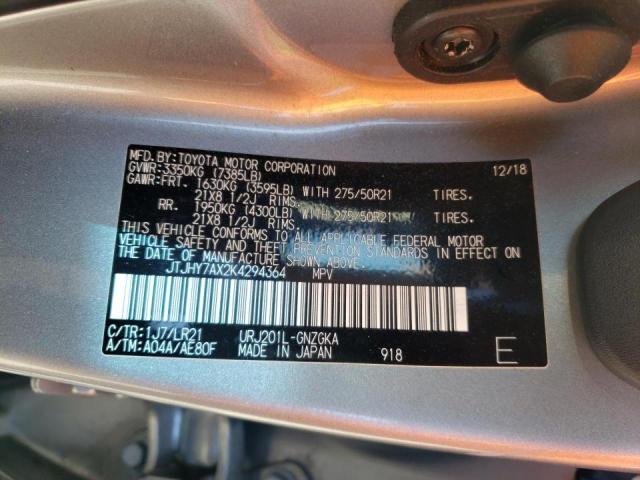 MFD. BY: TOYOTA MOTOR CORPORATION 12/18
GVWR: 3350KG (7385LB)
GAWR: FRT. 1630KG (3595LB) WITH 275/50R21 TIRES.
21X8 1/2J RIMS.
RR. 1950KG (4300LB) WITH 275/50R21 TIRES.
21X8 1/2J RIMS.
THIS VEHICLE CONFORMS TO ALL APPLICABLE FEDERAL MOTOR
VEHICLE SAFETY AND THEFT PREVENTION STANDARDS IN EFFECT ON
THE DATE OF MANUFACTURE SHOWN ABOVE.
JTJHY7AX2K4294364 MPV
C/TR: 1J7/LR21 URJ201L-GNZGKA
A/TM: A04A/AE80F MADE IN JAPAN 918 E